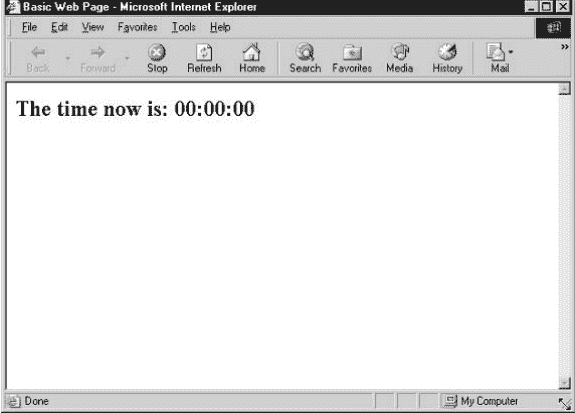 Basic Web Page - Microsoft Internet Explorer
File Edit View Favorites Tools Help
Back Forward Stop Refresh Home Search Favorites Media History Mail »
The time now is: 00:00:00
Done My Computer